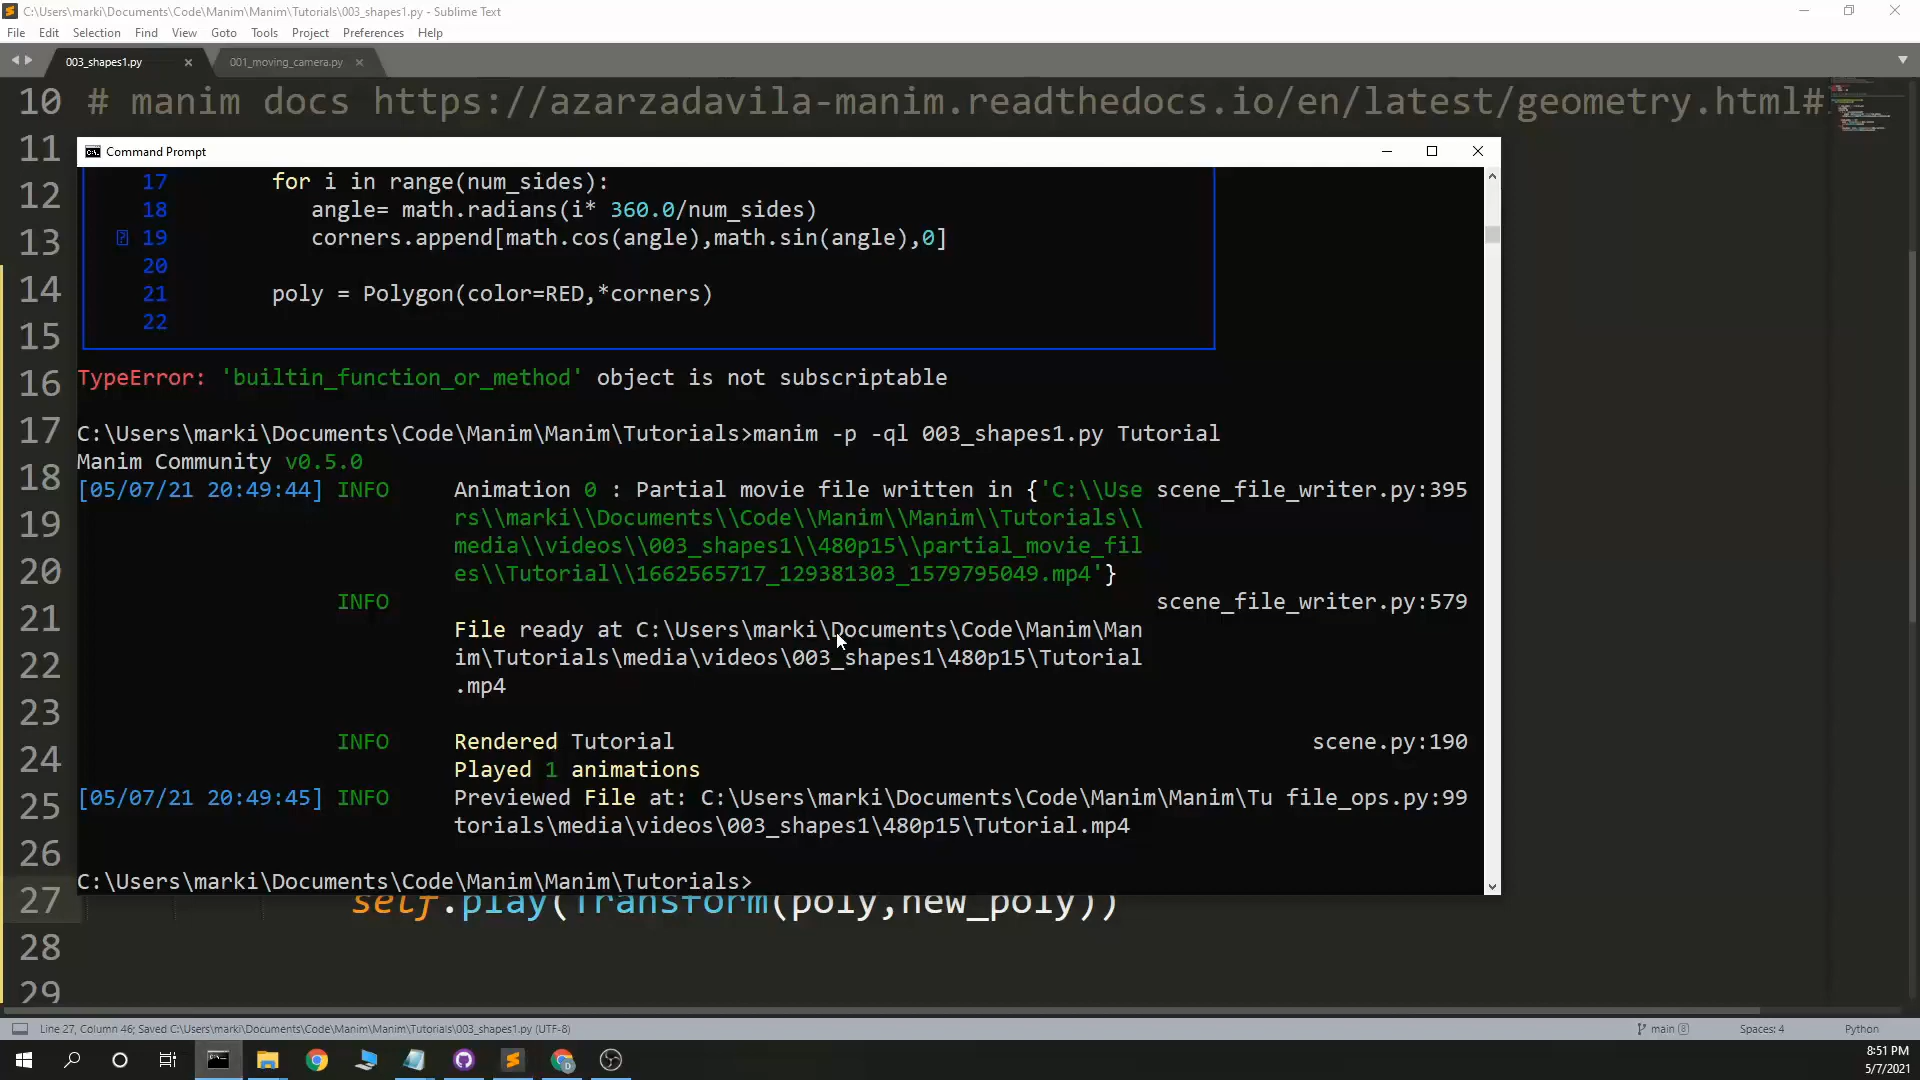 C:\Users\marki\Documents\Code\Manim\Manim\Tutorials\003_shapes1.py - Sublime Text
File Edit Selection Find View Goto Tools Project Preferences Help
003_shapes1.py 001_moving_camera.py
10 # manim docs https://azarzadavila-manim.readthedocs.io/en/latest/geometry.html#
11
Command Prompt
12
13
14
15
16
17
18
19
20
21
22
23
24
25
26
17 for i in range(num_sides):
18 angle= math.radians(i* 360.0/num_sides)
19 corners.append[math.cos(angle),math.sin(angle),0]
20
21 poly = Polygon(color=RED,*corners)
22
TypeError: 'builtin_function_or_method' object is not subscriptable
C:\Users\marki\Documents\Code\Manim\Manim\Tutorials>manim -p -ql 003_shapes1.py Tutorial
Manim Community v0.5.0
[05/07/21 20:49:44] INFO Animation 0 : Partial movie file written in {'C:\\Use scene_file_writer.py:395
rs\\marki\\Documents\\Code\\Manim\\Manim\\Tutorials\\
media\\videos\\003_shapes1\\480p15\\partial_movie_fil
es\\Tutorial\\1662565717_129381303_1579795049.mp4'}
INFO scene_file_writer.py:579
File ready at C:\Users\marki\Documents\Code\Manim\Man
im\Tutorials\media\videos\003_shapes1\480p15\Tutorial
.mp4
INFO Rendered Tutorial scene.py:190
Played 1 animations
[05/07/21 20:49:45] INFO Previewed File at: C:\Users\marki\Documents\Code\Manim\Manim\Tu file_ops.py:99
torials\media\videos\003_shapes1\480p15\Tutorial.mp4
C:\Users\marki\Documents\Code\Manim\Manim\Tutorials>
27 self.play(Transform(poly,new_poly))
28
29
Line 27, Column 46; Saved C:\Users\marki\Documents\Code\Manim\Manim\Tutorials\003_shapes1.py (UTF-8) main 8 Spaces: 4 Python
8:51 PM
5/7/2021